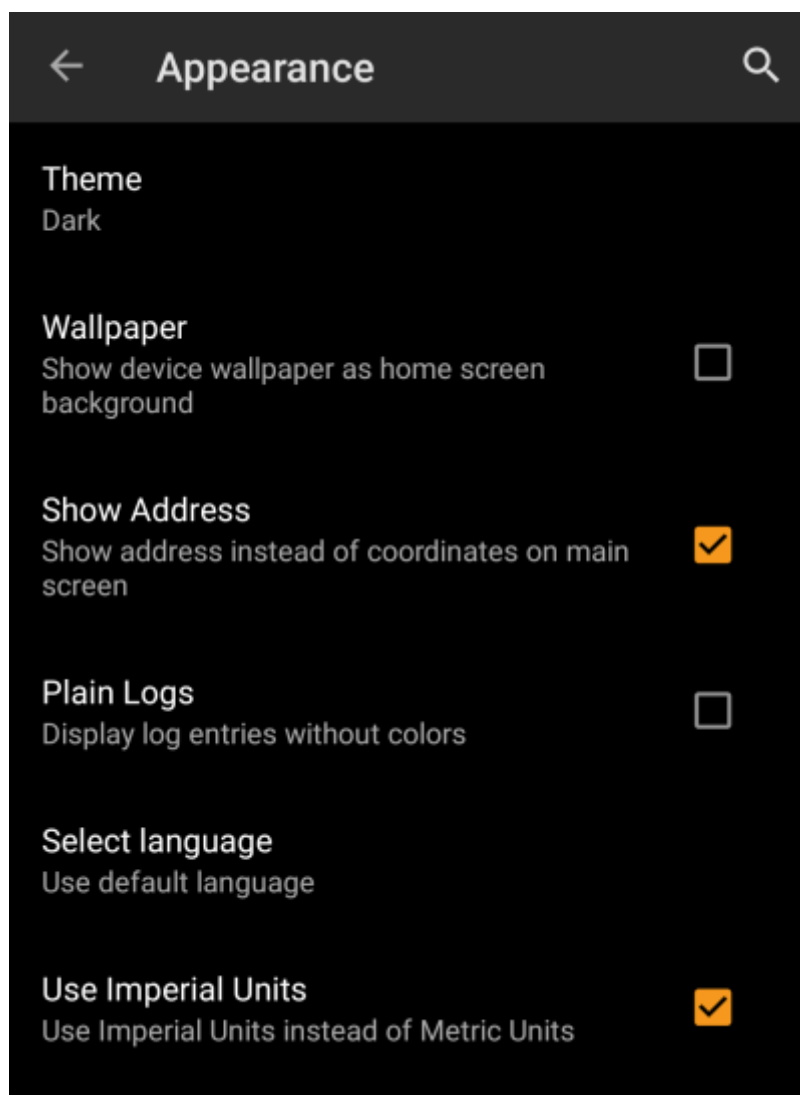 Appearance
Theme
Dark
Wallpaper
Show device wallpaper as home screen
background
Show Address
Show address instead of coordinates on main
screen
Plain Logs
Display log entries without colors
Select language
Use default language
Use Imperial Units
Use Imperial Units instead of Metric Units